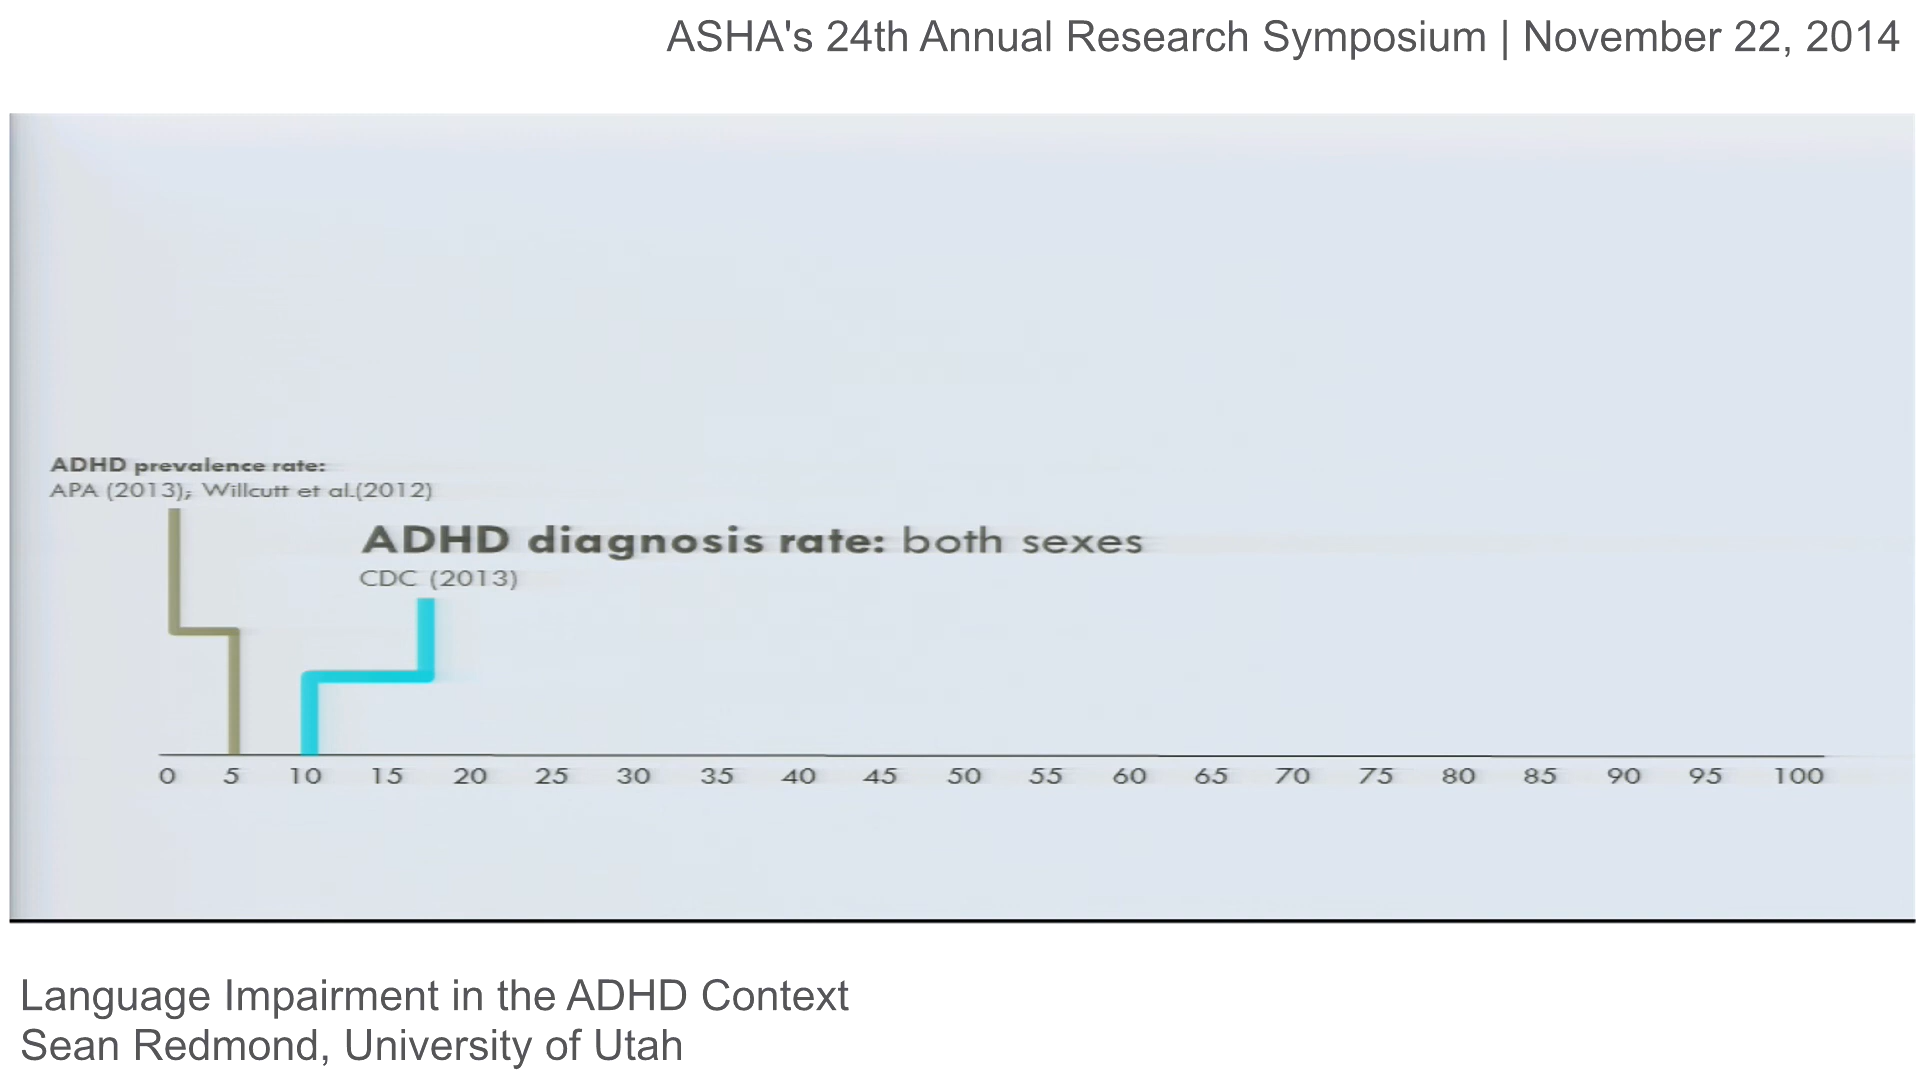 ASHA's 24th Annual Research Symposium | November 22, 2014
ADHD prevalence rate:
APA (2013); Willcutt et al.(2012)
ADHD diagnosis rate: both sexes
CDC (2013)
0 5 10 15 20 25 30 35 40 45 50 55 60 65 70 75 80 85 90 95 100
Language Impairment in the ADHD Context
Sean Redmond, University of Utah